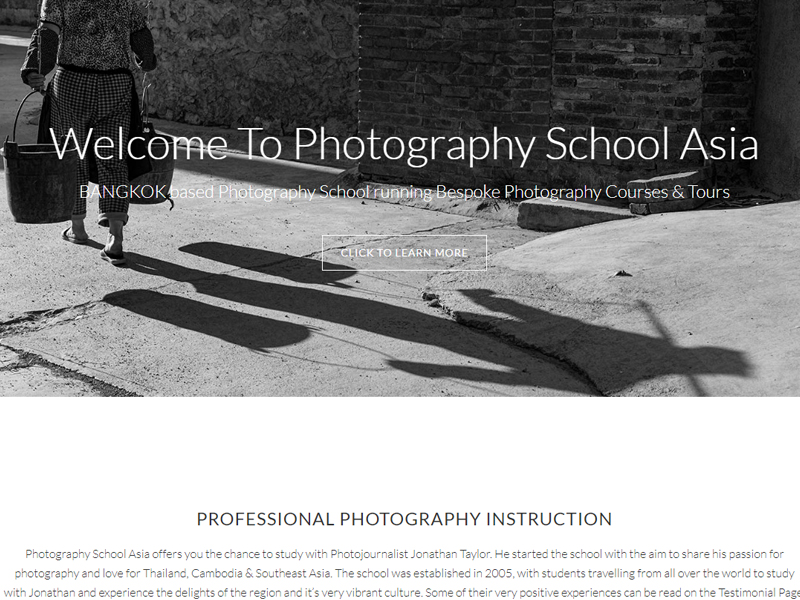 Welcome To Photography School Asia
BANGKOK based Photography School running Bespoke Photography Courses & Tours
CLICK TO LEARN MORE
PROFESSIONAL PHOTOGRAPHY INSTRUCTION
Photography School Asia offers you the chance to study with Photojournalist Jonathan Taylor. He started the school with the aim to share his passion for
photography and love for Thailand, Cambodia & Southeast Asia. The school was established in 2005, with students travelling from all over the world to study
with Jonathan and experience the delights of the region and it's very vibrant culture. Some of their very positive experiences can be read on the Testimonial Page